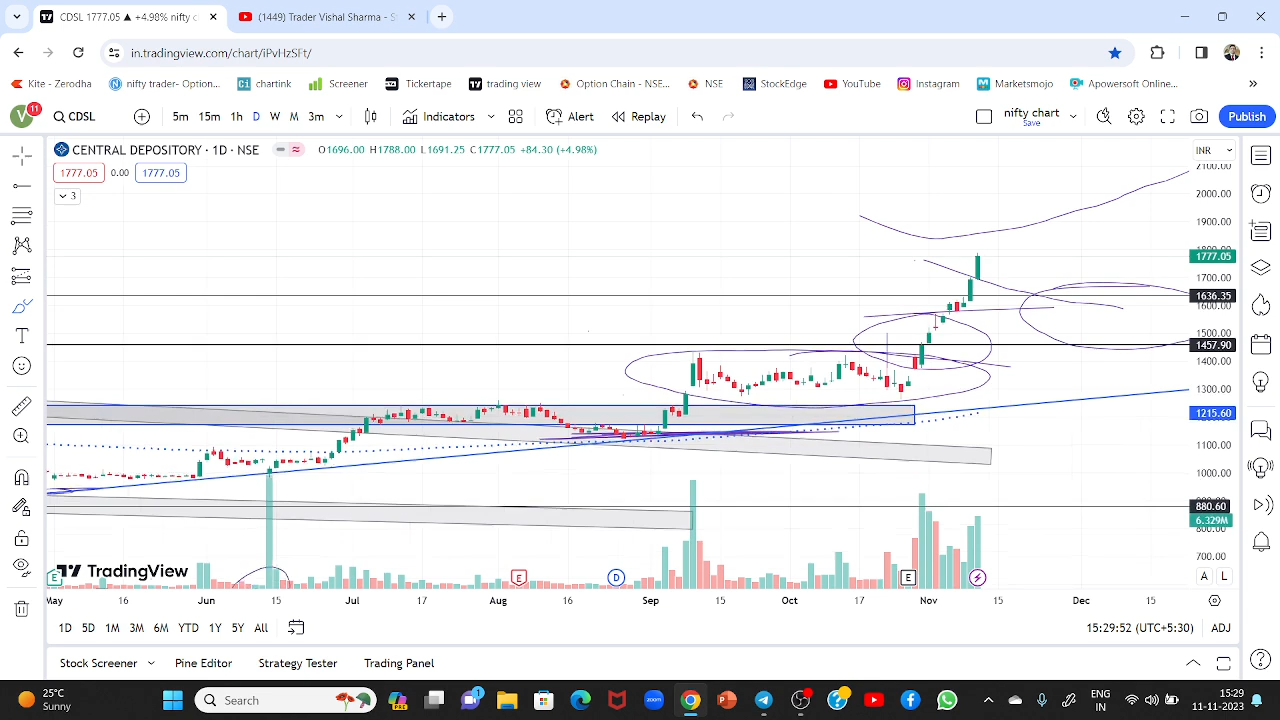 CDSL 1777.05 ▲ +4.98% nifty c
(1449) Trader Vishal Sharma - S
in.tradingview.com/chart/iPvHzSFt/
Kite - Zerodha
nifty trader- Option...
chartink
Screener
Tickertape
trading view
Option Chain - NSE...
NSE
StockEdge
YouTube
Instagram
Marketsmojo
Apowersoft Online...
V 11
CDSL
5m 15m 1h D W M 3m
Indicators
Alert
Replay
nifty chart
Save
Publish
CENTRAL DEPOSITORY · 1D · NSE
O1696.00 H1788.00 L1691.25 C1777.05 +84.30 (+4.98%)
INR
1777.05 0.00 1777.05
3
2100.00
2000.00
1900.00
1800.00
1777.05
1700.00
1636.35
1600.00
1500.00
1457.90
1400.00
1300.00
1215.60
1100.00
1000.00
880.60
6.329M
800.00
700.00
E
E
D
E
TradingView
A L
May 16 Jun 15 Jul 17 Aug 16 Sep 15 Oct 17 Nov 15 Dec 15
1D 5D 1M 3M 6M YTD 1Y 5Y All
15:29:52 (UTC+5:30)
ADJ
Stock Screener
Pine Editor
Strategy Tester
Trading Panel
25°C
Sunny
Search
1
zoom
ENG
IN
15:29
11-11-2023